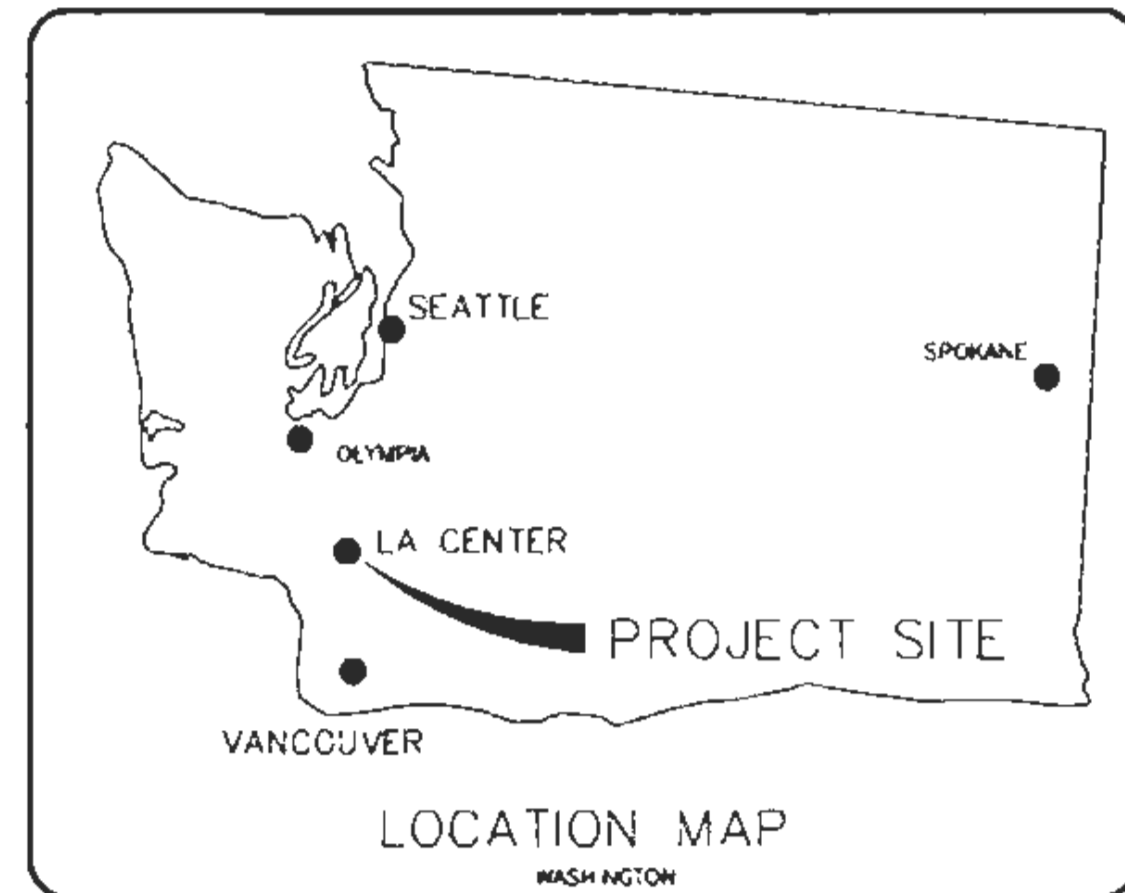 SEATTLE
SPOKANE
OLYMPIA
LA CENTER
PROJECT SITE
VANCOUVER
LOCATION MAP
WASHINGTON